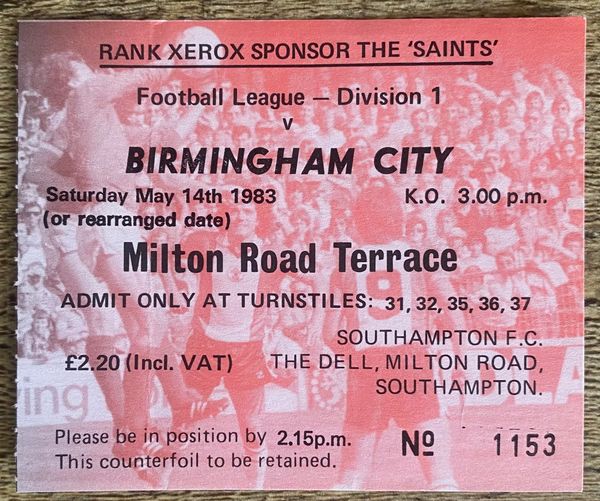 RANK XEROX SPONSOR THE 'SAINTS'
Football League — Division 1
v
BIRMINGHAM CITY
Saturday May 14th 1983 K.O. 3.00 p.m.
(or rearranged date)
Milton Road Terrace
ADMIT ONLY AT TURNSTILES: 31, 32, 35, 36, 37
SOUTHAMPTON F.C.
£2.20 (Incl. VAT) THE DELL, MILTON ROAD,
SOUTHAMPTON.
ing
Please be in position by 2.15p.m. Nº 1153
This counterfoil to be retained.